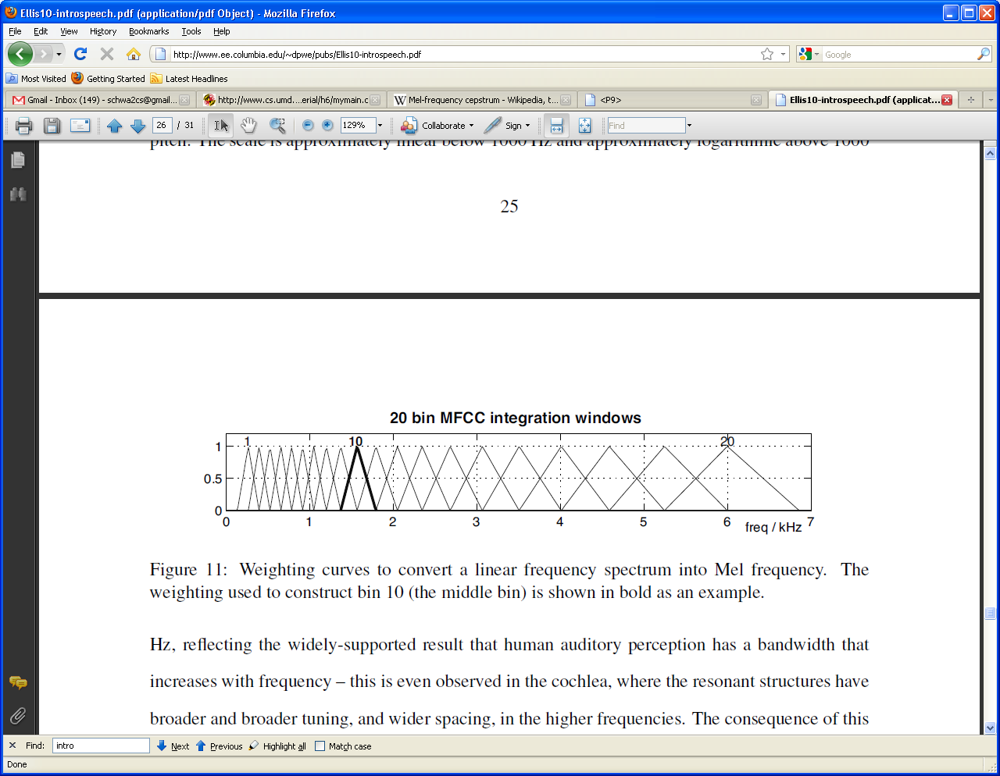 Ellis10-introspeech.pdf (application/pdf Object) - Mozilla Firefox
File Edit View History Bookmarks Tools Help
http://www.ee.columbia.edu/~dpwe/pubs/Ellis10-introspeech.pdf Google
Most Visited Getting Started Latest Headlines
Gmail - Inbox (149) - schwa2cs@gmail... http://www.cs.umd....erial/h6/mymain.c W Mel-frequency cepstrum - Wikipedia, t... <P9> Ellis10-introspeech.pdf (applicat...
26 / 31 129% Collaborate Sign Find
pitch. The scale is approximately linear below 1000 Hz and approximately logarithmic above 1000
25
20 bin MFCC integration windows
1 10 20
1
0.5
0
0 1 2 3 4 5 6 7
freq / kHz
Figure 11: Weighting curves to convert a linear frequency spectrum into Mel frequency. The
weighting used to construct bin 10 (the middle bin) is shown in bold as an example.
Hz, reflecting the widely-supported result that human auditory perception has a bandwidth that
increases with frequency – this is even observed in the cochlea, where the resonant structures have
broader and broader tuning, and wider spacing, in the higher frequencies. The consequence of this
Find: intro Next Previous Highlight all Match case
Done